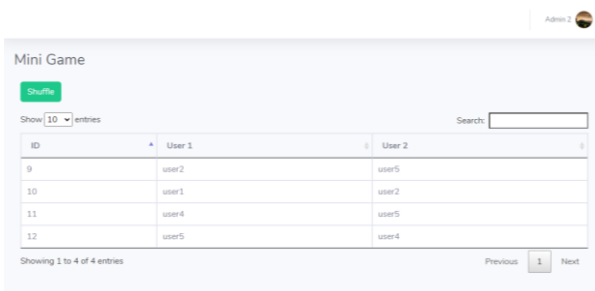 Admin 2
Mini Game
Shuffle
Show 10 entries
Search:
ID User 1 User 2
9 user2 user5
10 user1 user2
11 user4 user5
12 user5 user4
Showing 1 to 4 of 4 entries
Previous 1 Next